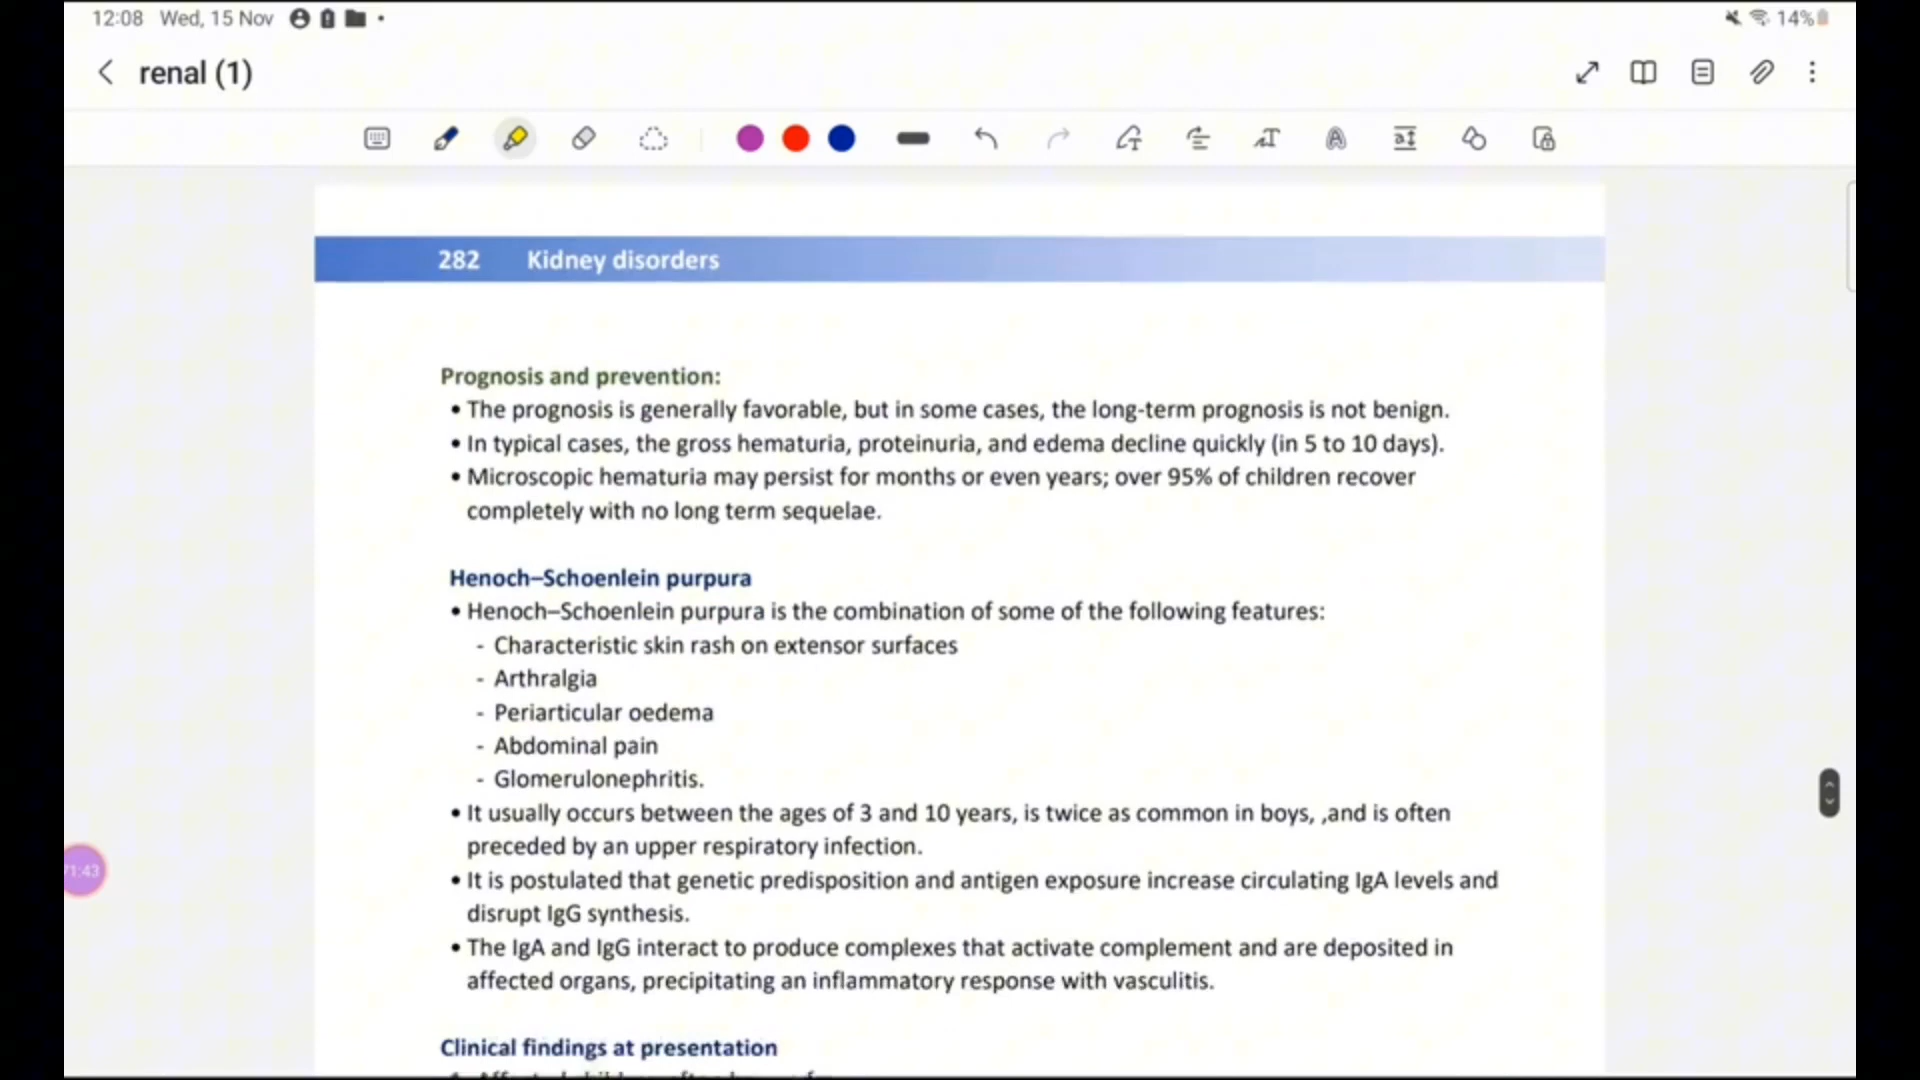 12:08 Wed, 15 Nov
14%
renal (1)
282 Kidney disorders
Prognosis and prevention:
• The prognosis is generally favorable, but in some cases, the long-term prognosis is not benign.
• In typical cases, the gross hematuria, proteinuria, and edema decline quickly (in 5 to 10 days).
• Microscopic hematuria may persist for months or even years; over 95% of children recover
completely with no long term sequelae.
Henoch–Schoenlein purpura
• Henoch–Schoenlein purpura is the combination of some of the following features:
- Characteristic skin rash on extensor surfaces
- Arthralgia
- Periarticular oedema
- Abdominal pain
- Glomerulonephritis.
• It usually occurs between the ages of 3 and 10 years, is twice as common in boys, ,and is often
preceded by an upper respiratory infection.
71:43
• It is postulated that genetic predisposition and antigen exposure increase circulating IgA levels and
disrupt IgG synthesis.
• The IgA and IgG interact to produce complexes that activate complement and are deposited in
affected organs, precipitating an inflammatory response with vasculitis.
Clinical findings at presentation